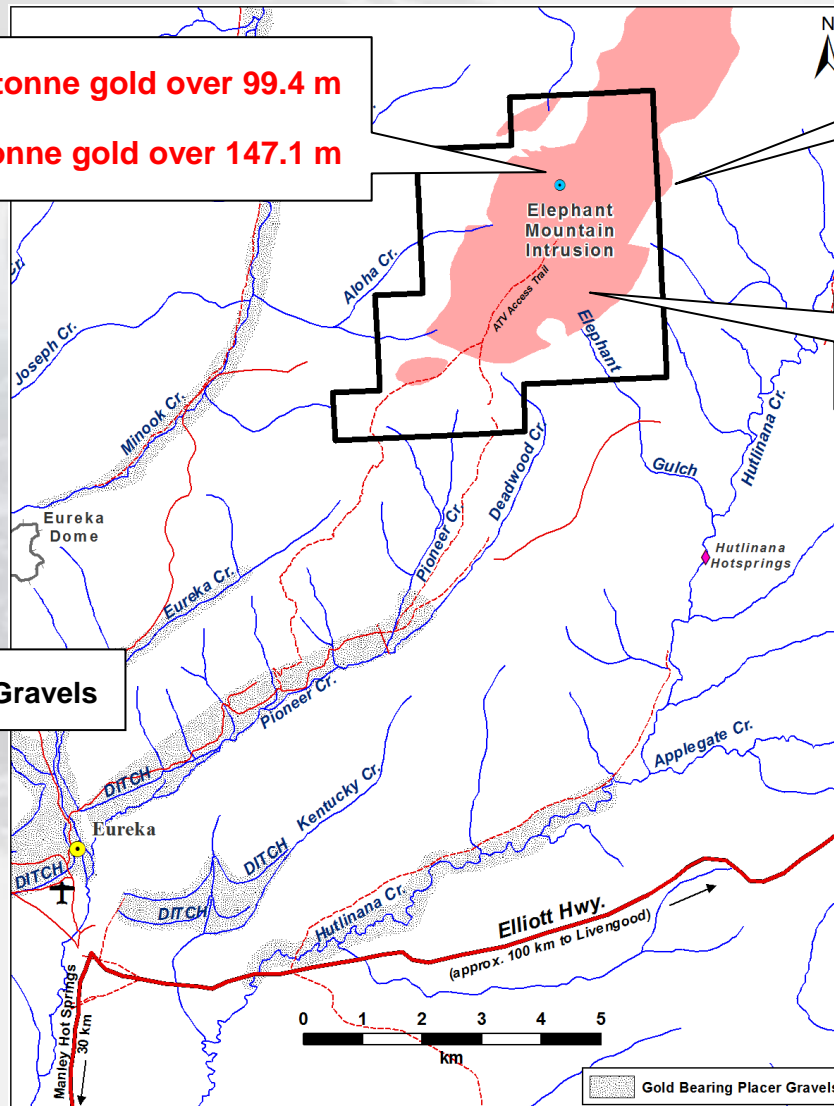 N
tonne gold over 99.4 m
onne gold over 147.1 m
Elephant
Mountain
Intrusion
Aloha Cr.
ATV Access Trail
Cr.
Joseph Cr.
Elephant
Minook Cr.
Hutlinana Cr.
Deadwood Cr.
Gulch
Eureka
Dome
Pioneer Cr.
Hutlinana
Hotsprings
Eureka Cr.
Gravels
Pioneer Cr.
Applegate Cr.
DITCH
Kentucky Cr.
Eureka
DITCH
DITCH
DITCH
Hutlinana Cr.
Elliott Hwy.
(approx. 100 km to Livengood)
Manley Hot Springs
30 km
0 1 2 3 4 5
km
Gold Bearing Placer Gravels